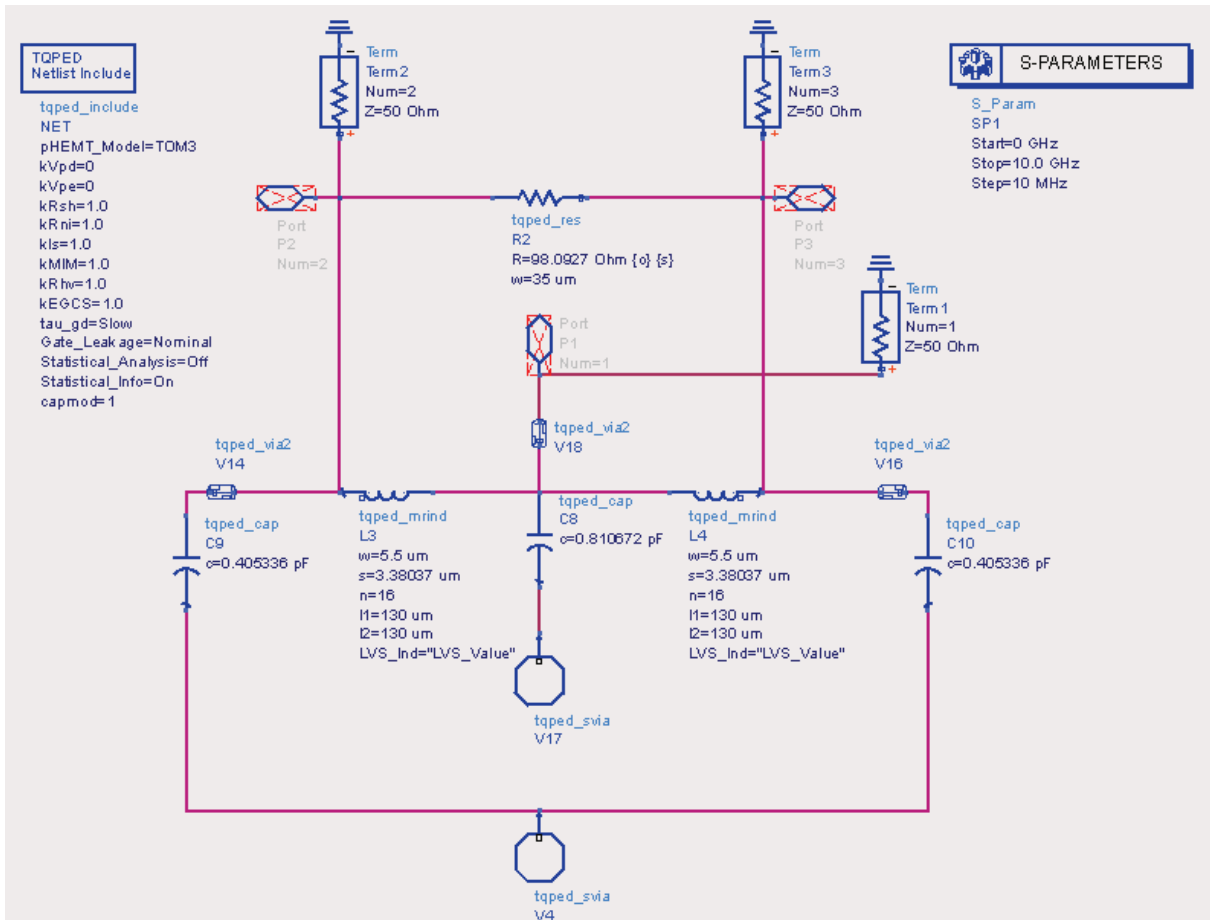 TQPED
Netlist Include
tqped_include
NET
pHEMT_Model=TOM3
kVpd=0
kVpe=0
kRsh=1.0
kRni=1.0
kIs=1.0
kMIM=1.0
kRhv=1.0
kEGCS=1.0
tau_gd=Slow
Gate_Leakage=Nominal
Statistical_Analysis=Off
Statistical_Info=On
capmod=1
Term
Term2
Num=2
Z=50 Ohm
Term
Term3
Num=3
Z=50 Ohm
S-PARAMETERS
S_Param
SP1
Start=0 GHz
Stop=10.0 GHz
Step=10 MHz
Port
P2
Num=2
tqped_res
R2
R=98.0927 Ohm {o} {s}
w=35 um
Port
P3
Num=3
Port
P1
Num=1
Term
Term1
Num=1
Z=50 Ohm
tqped_via2
V14
tqped_via2
V18
tqped_via2
V16
tqped_cap
C9
c=0.405336 pF
tqped_mrind
L3
w=5.5 um
s=3.38037 um
n=16
l1=130 um
l2=130 um
LVS_Ind="LVS_Value"
tqped_cap
C8
c=0.810672 pF
tqped_mrind
L4
w=5.5 um
s=3.38037 um
n=16
l1=130 um
l2=130 um
LVS_Ind="LVS_Value"
tqped_cap
C10
c=0.405336 pF
tqped_svia
V17
tqped_svia
V4